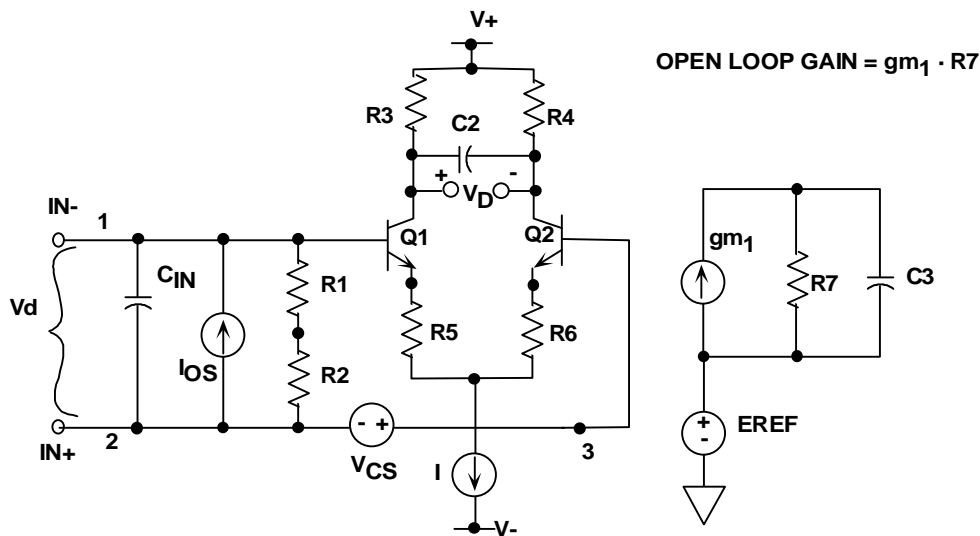 V+
OPEN LOOP GAIN = gm1 · R7
R3
R4
C2
+ VD -
IN-
1
Q1
Q2
gm1
CIN
R1
R7
C3
Vd
IOS
R5
R6
R2
- +
+
-
EREF
IN+
2
3
VCS
I
V-